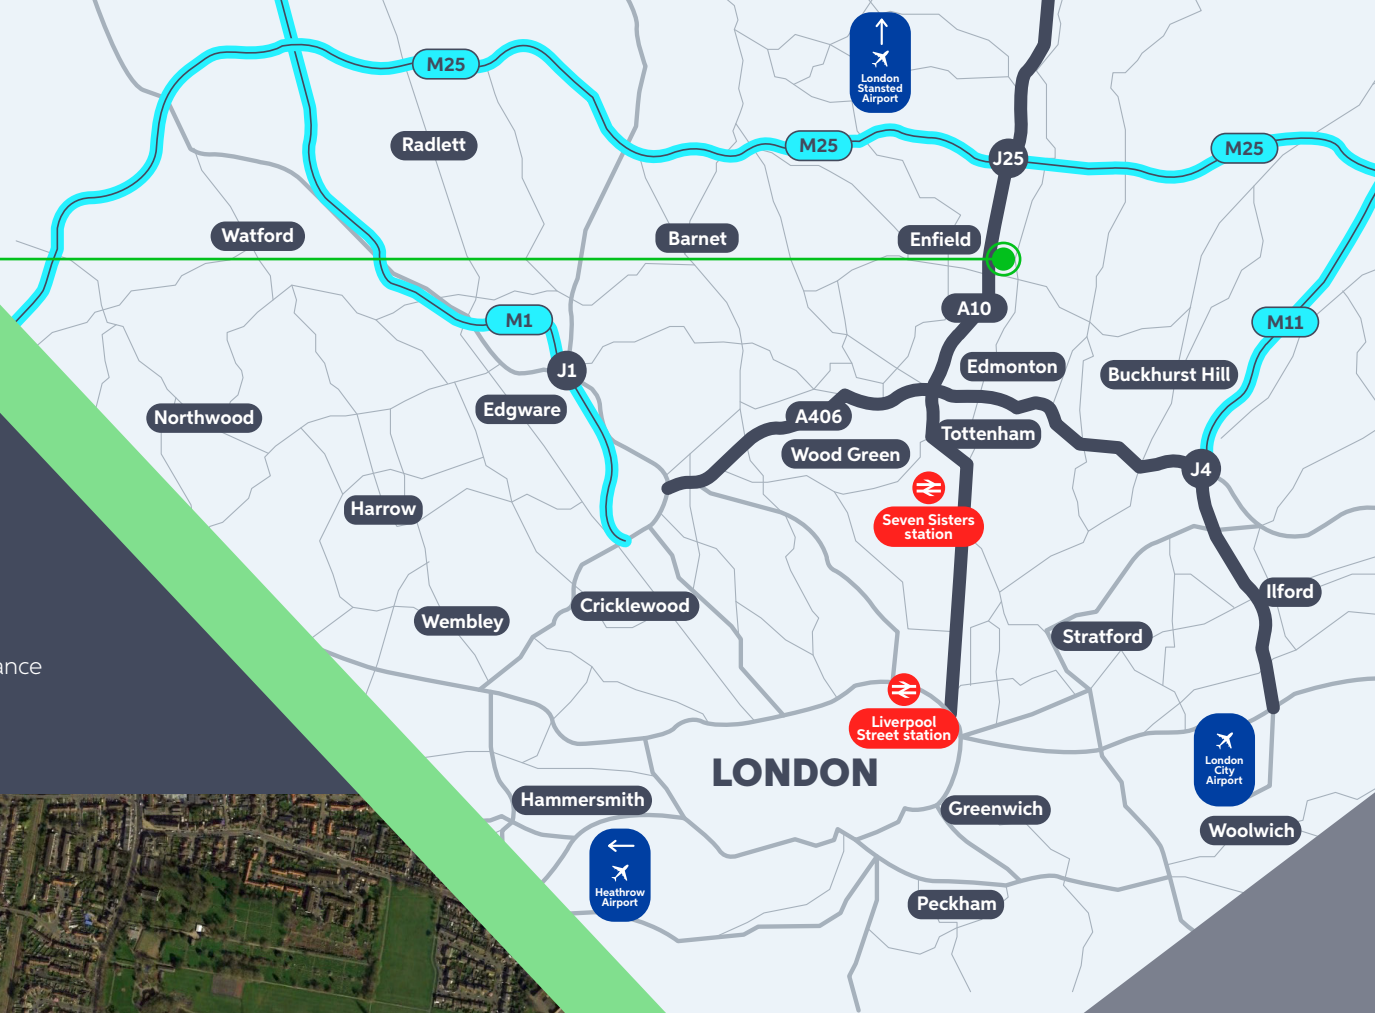 London
Stansted
Airport
M25
Radlett
M25
M25
J25
Watford
Barnet
Enfield
A10
M1
M11
J1
Edmonton
Buckhurst Hill
Edgware
Northwood
A406
Tottenham
Wood Green
J4
Harrow
Seven Sisters
station
Ilford
Cricklewood
Wembley
Stratford
ance
Liverpool
Street station
LONDON
London
City
Airport
Hammersmith
Greenwich
Woolwich
Heathrow
Airport
Peckham